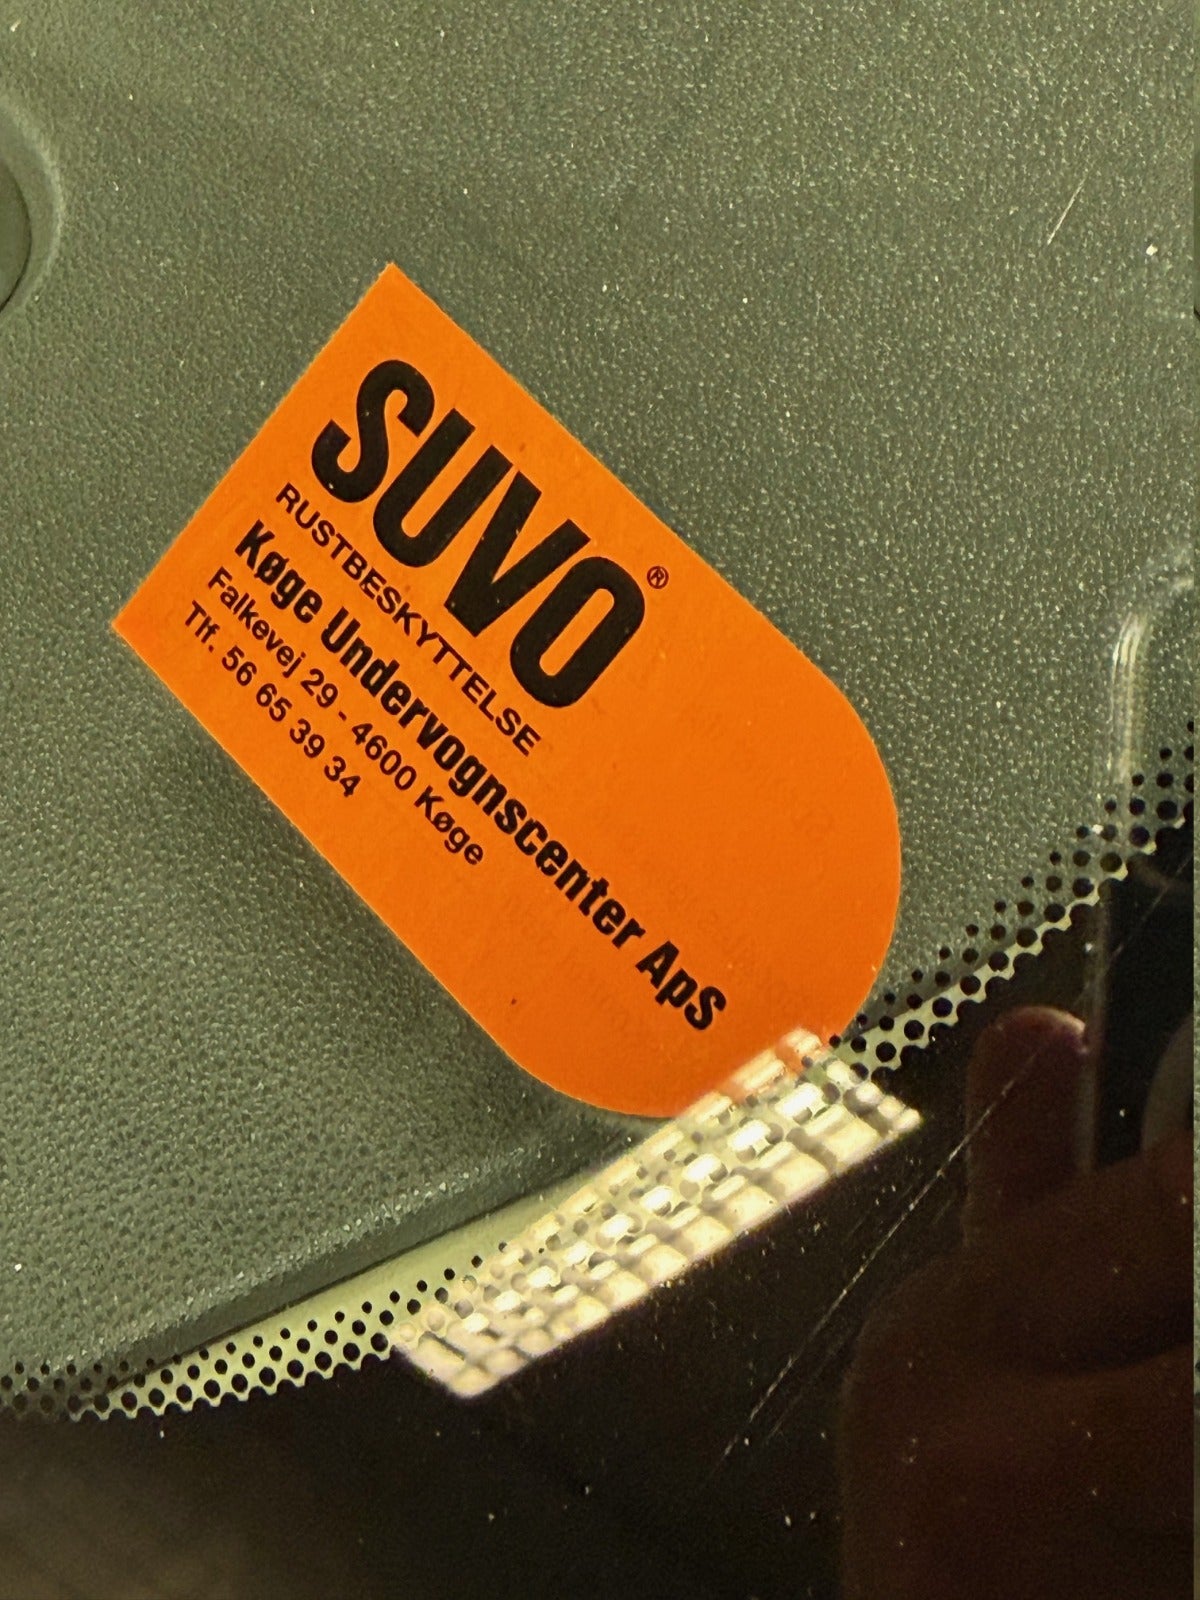 SUVO®
RUSTBESKYTTELSE
Køge Undervognscenter ApS
Falkevej 29 - 4600 Køge
Tlf. 56 65 39 34